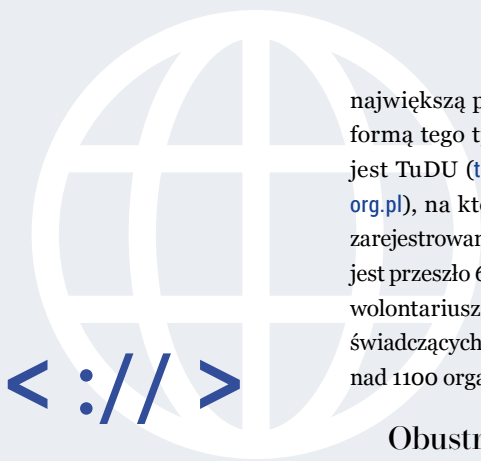 największą p
formą tego t
jest TuDU (t
org.pl), na kt
zarejestrowan
jest przeszło 6
wolontariusz
świadczących
nad 1100 orga
< :// >
Obustr